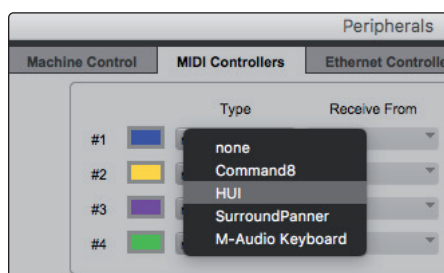 Peripherals
Machine Control MIDI Controllers Ethernet Controlle
Type Receive From
#1
none
#2
Command8
HUI
#3
SurroundPanner
#4
M-Audio Keyboard